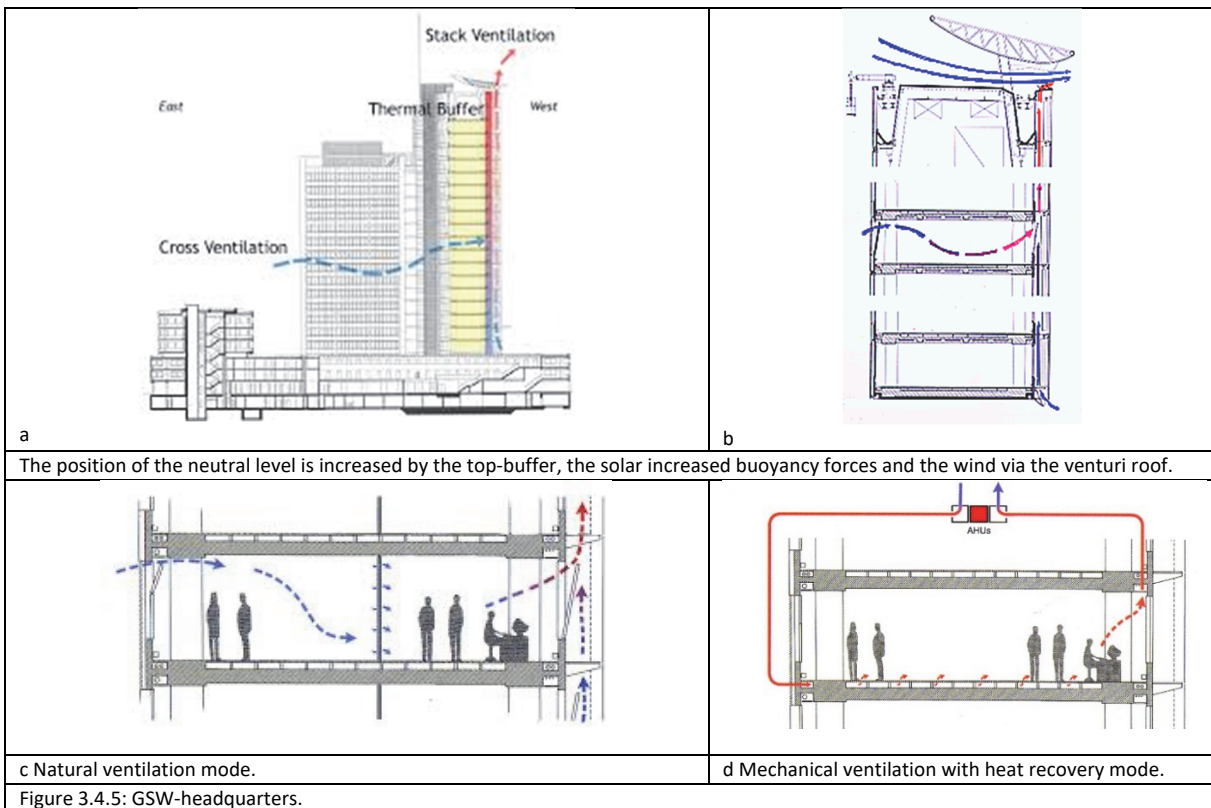 Stack Ventilation
East
Thermal Buffer
West
Cross Ventilation
a
b
The position of the neutral level is increased by the top-buffer, the solar increased buoyancy forces and the wind via the venturi roof.
AHUs
c Natural ventilation mode.
d Mechanical ventilation with heat recovery mode.
Figure 3.4.5: GSW-headquarters.